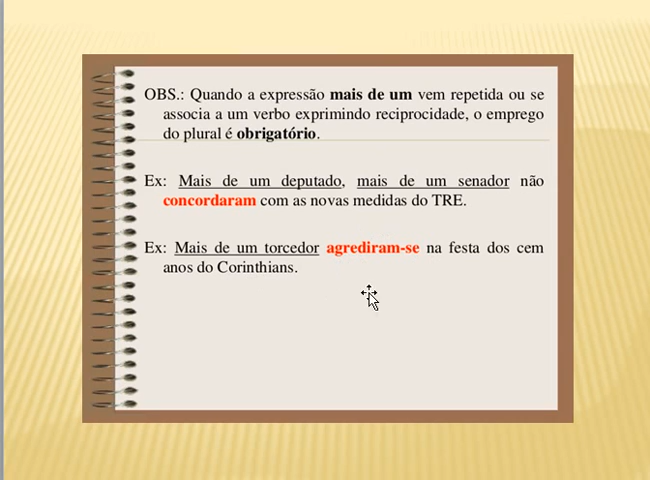 OBS.: Quando a expressão mais de um vem repetida ou se
associa a um verbo exprimindo reciprocidade, o emprego
do plural é obrigatório.
Ex: Mais de um deputado, mais de um senador não
concordaram com as novas medidas do TRE.
Ex: Mais de um torcedor agrediram-se na festa dos cem
anos do Corinthians.